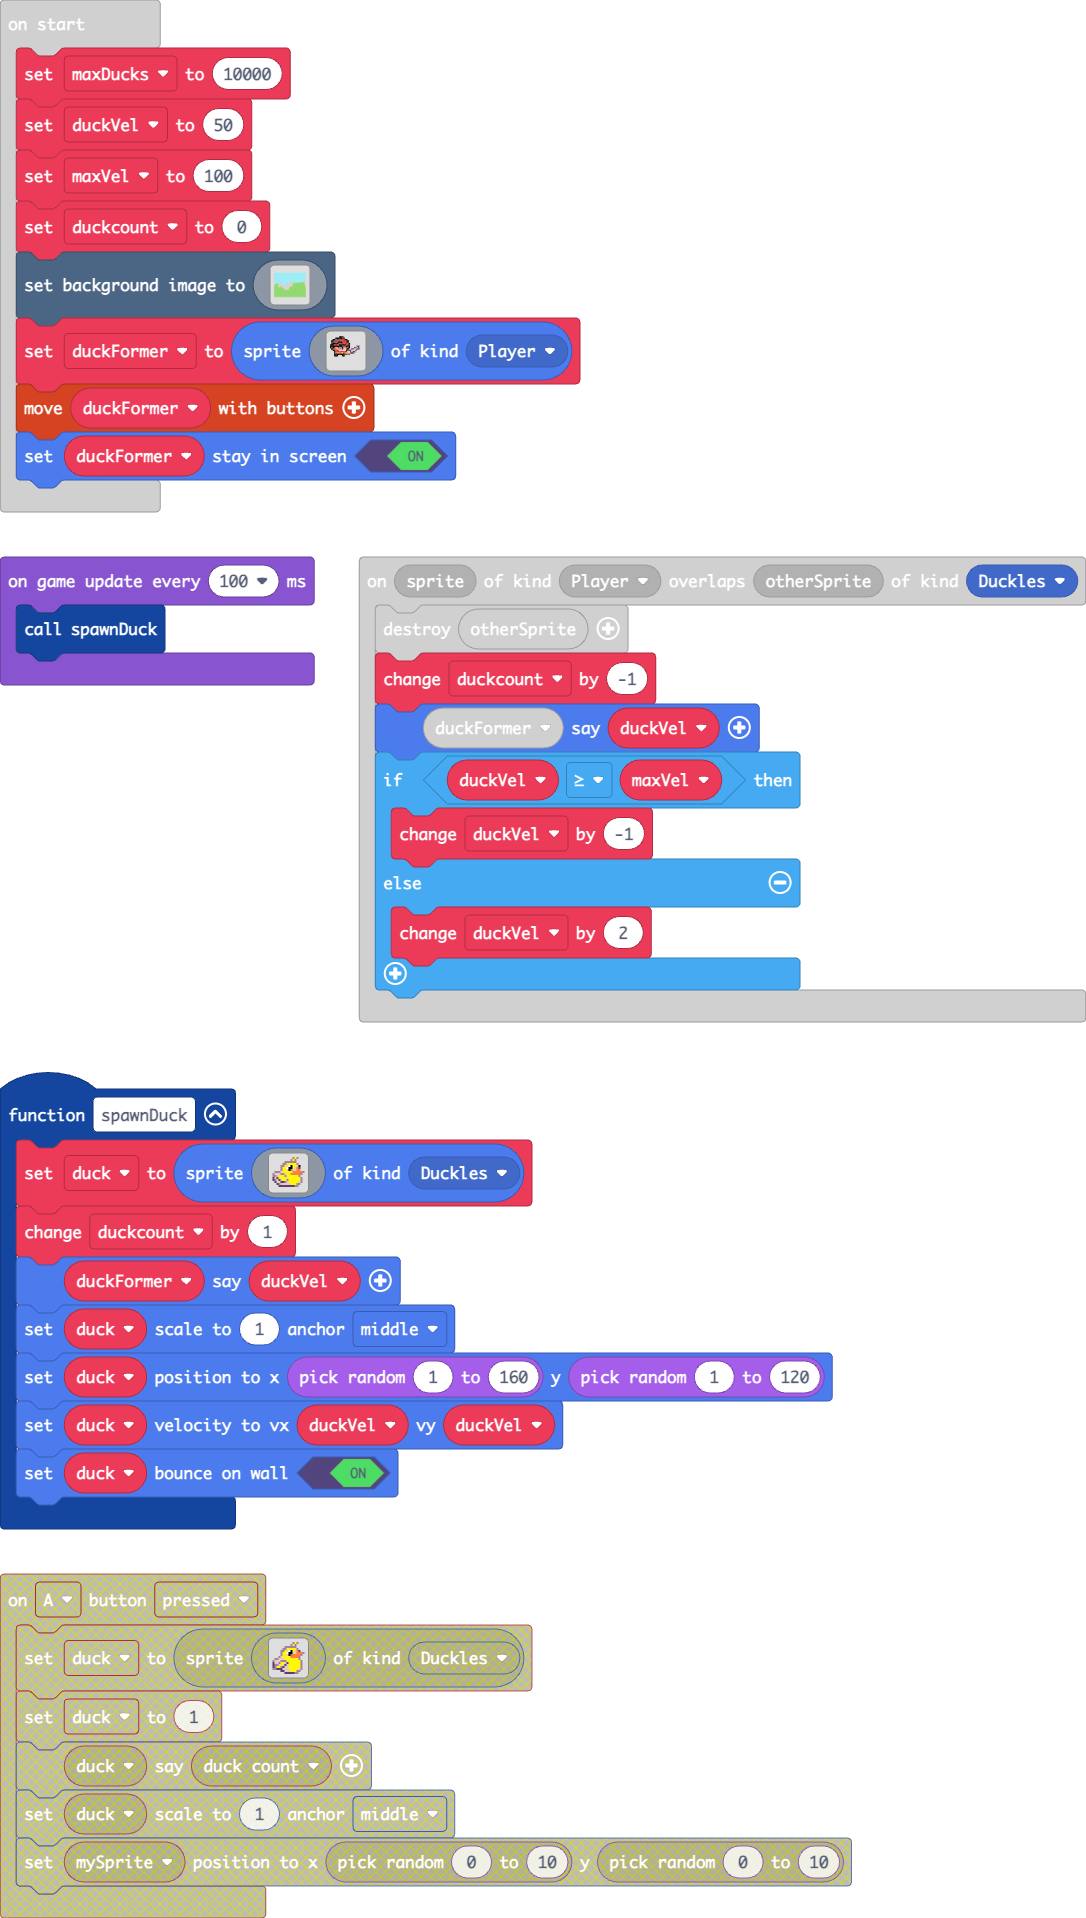 on start
set maxDucks to 10000
set duckVel to 50
set maxVel to 100
set duckcount to 0
set background image to
set duckFormer to sprite of kind Player
move duckFormer with buttons
set duckFormer stay in screen ON
on game update every 100 ms
call spawnDuck
on sprite of kind Player overlaps otherSprite of kind Duckles
destroy otherSprite
change duckcount by -1
duckFormer say duckVel
if duckVel ≥ maxVel then
change duckVel by -1
else
change duckVel by 2
function spawnDuck
set duck to sprite of kind Duckles
change duckcount by 1
duckFormer say duckVel
set duck scale to 1 anchor middle
set duck position to x pick random 1 to 160 y pick random 1 to 120
set duck velocity to vx duckVel vy duckVel
set duck bounce on wall ON
on A button pressed
set duck to sprite of kind Duckles
set duck to 1
duck say duck count
set duck scale to 1 anchor middle
set mySprite position to x pick random 0 to 10 y pick random 0 to 10